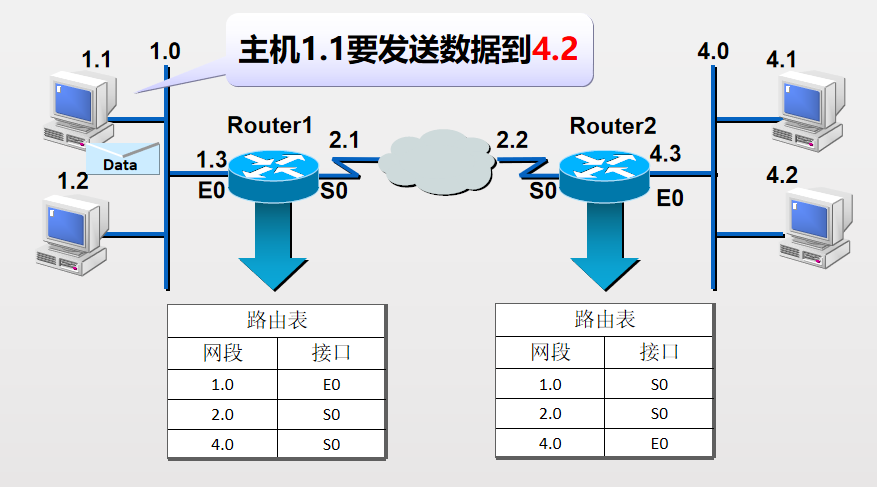 主机1.1要发送数据到4.2
1.1
1.0
4.0
4.1
Router1
Router2
Data
1.3
2.1
2.2
4.3
1.2
E0
S0
S0
E0
4.2
路由表
网段 接口
1.0 E0
2.0 S0
4.0 S0
路由表
网段 接口
1.0 S0
2.0 S0
4.0 E0